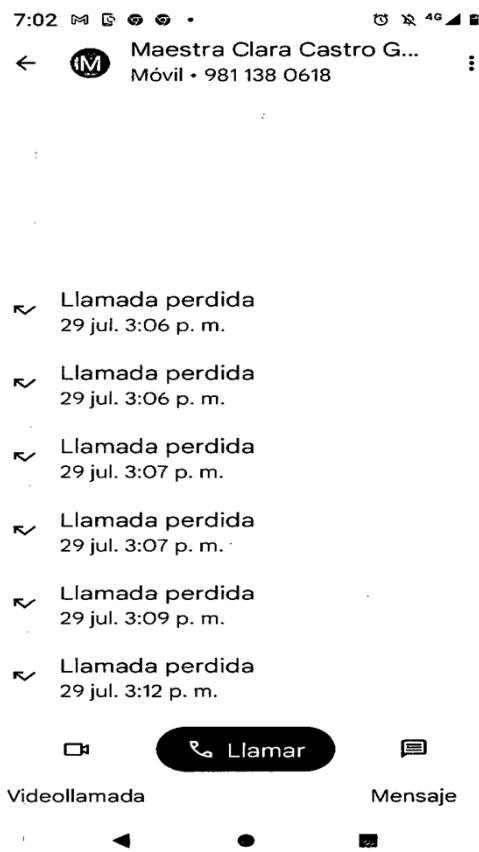 7:02
4G
Maestra Clara Castro G...
Móvil • 981 138 0618
Llamada perdida
29 jul. 3:06 p. m.
Llamada perdida
29 jul. 3:06 p. m.
Llamada perdida
29 jul. 3:07 p. m.
Llamada perdida
29 jul. 3:07 p. m.
Llamada perdida
29 jul. 3:09 p. m.
Llamada perdida
29 jul. 3:12 p. m.
Llamar
Videollamada
Mensaje